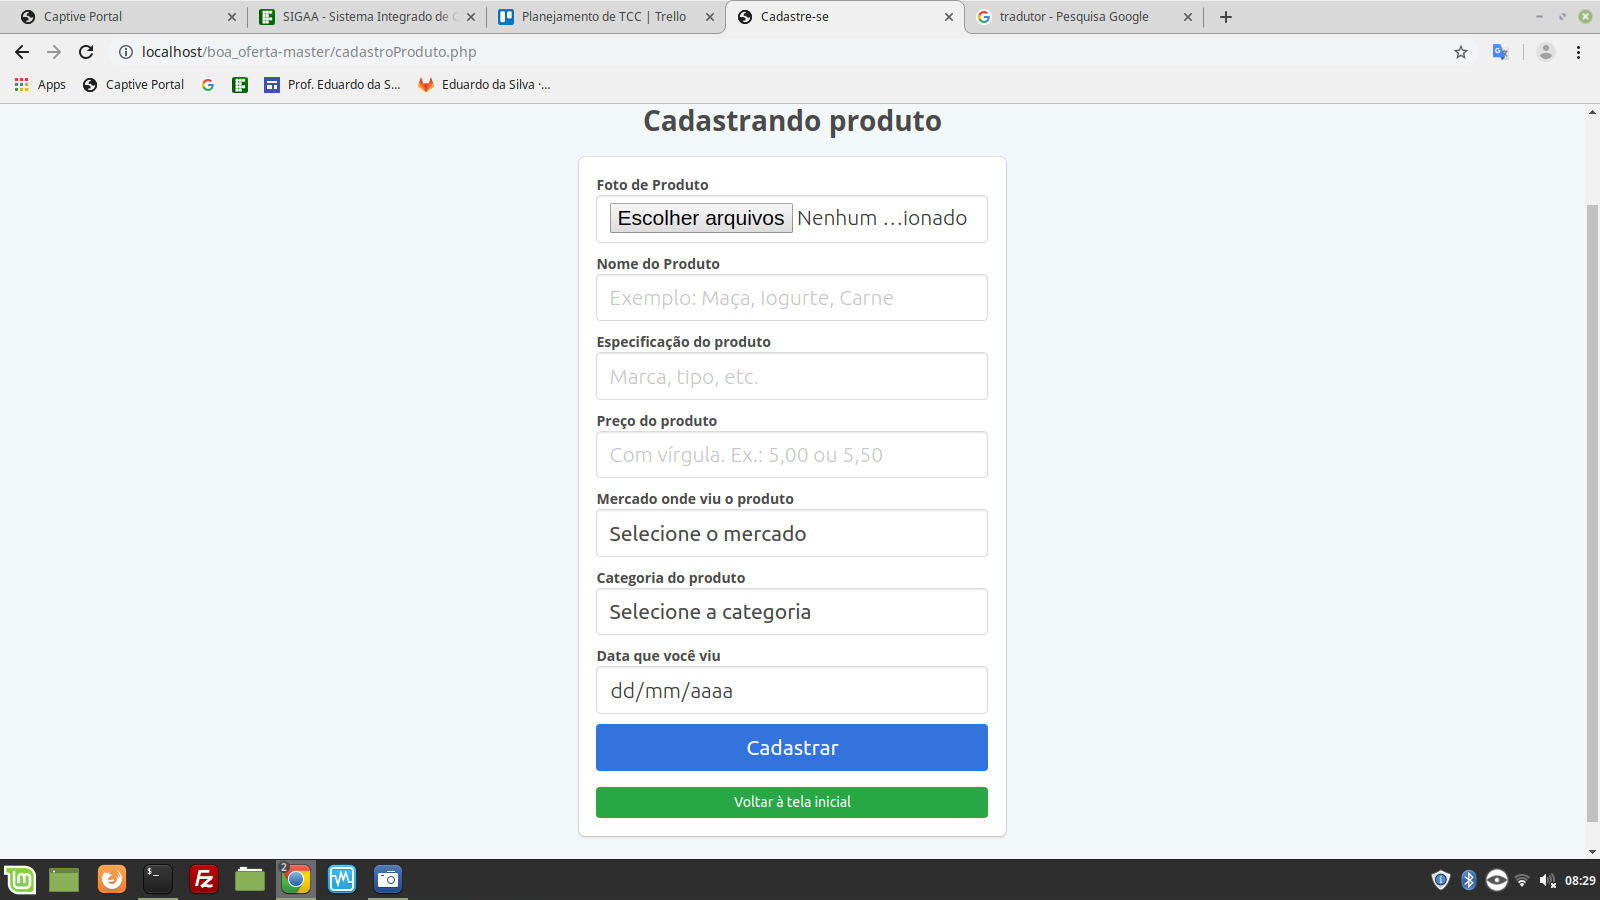 Captive Portal
SIGAA - Sistema Integrado de
Planejamento de TCC | Trello
Cadastre-se
tradutor - Pesquisa Google
localhost/boa_oferta-master/cadastroProduto.php
Apps
Captive Portal
Prof. Eduardo da S...
Eduardo da Silva ·...
Cadastrando produto
Foto de Produto
Escolher arquivos Nenhum ...ionado
Nome do Produto
Exemplo: Maça, Iogurte, Carne
Especificação do produto
Marca, tipo, etc.
Preço do produto
Com vírgula. Ex.: 5,00 ou 5,50
Mercado onde viu o produto
Selecione o mercado
Categoria do produto
Selecione a categoria
Data que você viu
dd/mm/aaaa
Cadastrar
Voltar à tela inicial
2
08:29